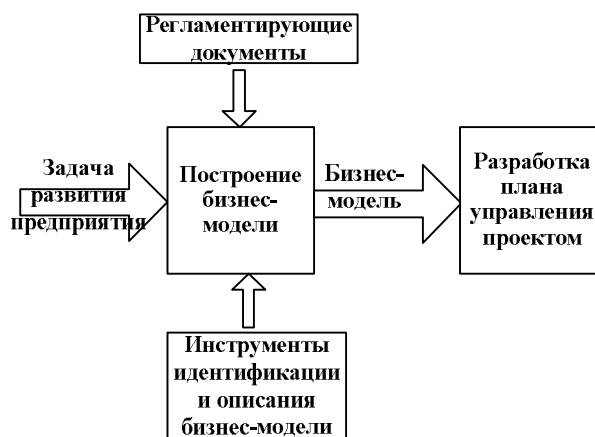 Регламентирующие
документы
Задача
развития
предприятия
Построение
бизнес-
модели
Бизнес-
модель
Разработка
плана
управления
проектом
Инструменты
идентификации
и описания
бизнес-модели